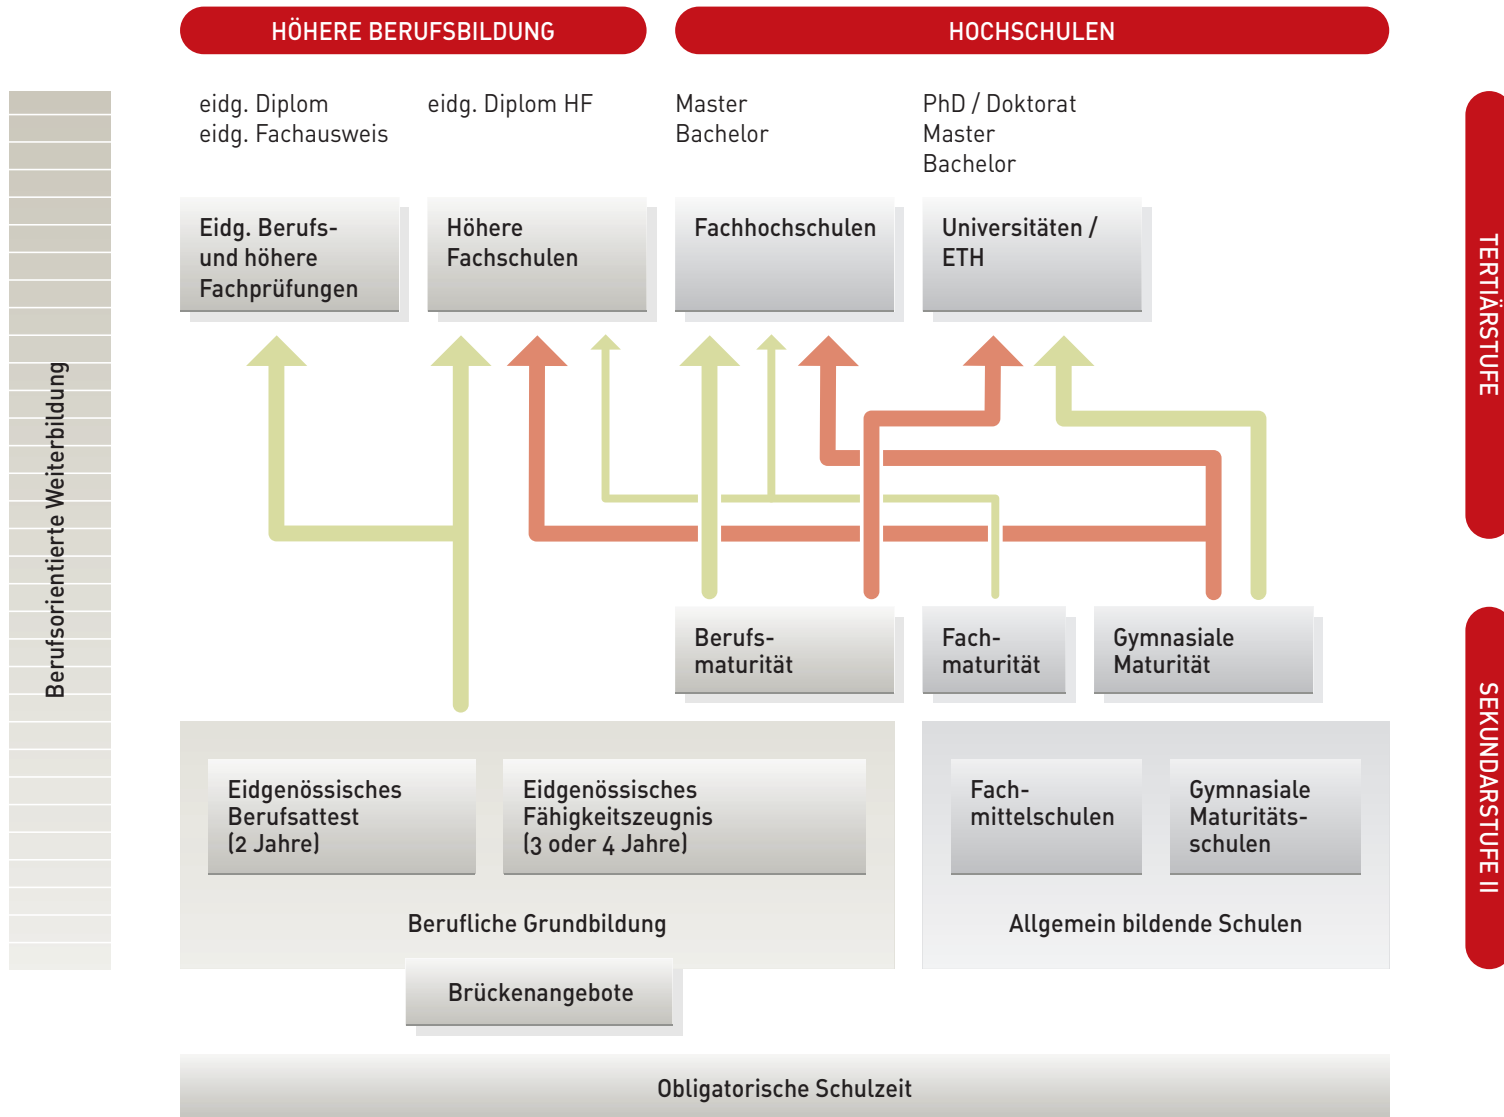 HÖHERE BERUFSBILDUNG
HOCHSCHULEN
eidg. Diplom
eidg. Fachausweis
eidg. Diplom HF
Master
Bachelor
PhD / Doktorat
Master
Bachelor
Eidg. Berufs-
und höhere
Fachprüfungen
Höhere
Fachschulen
Fachhochschulen
Universitäten /
ETH
TERTIÄRSTUFE
Berufsorientierte Weiterbildung
Berufs-
maturität
Fach-
maturität
Gymnasiale
Maturität
SEKUNDARSTUFE II
Eidgenössisches
Berufsattest
(2 Jahre)
Eidgenössisches
Fähigkeitszeugnis
(3 oder 4 Jahre)
Fach-
mittelschulen
Gymnasiale
Maturitäts-
schulen
Berufliche Grundbildung
Allgemein bildende Schulen
Brückenangebote
Obligatorische Schulzeit